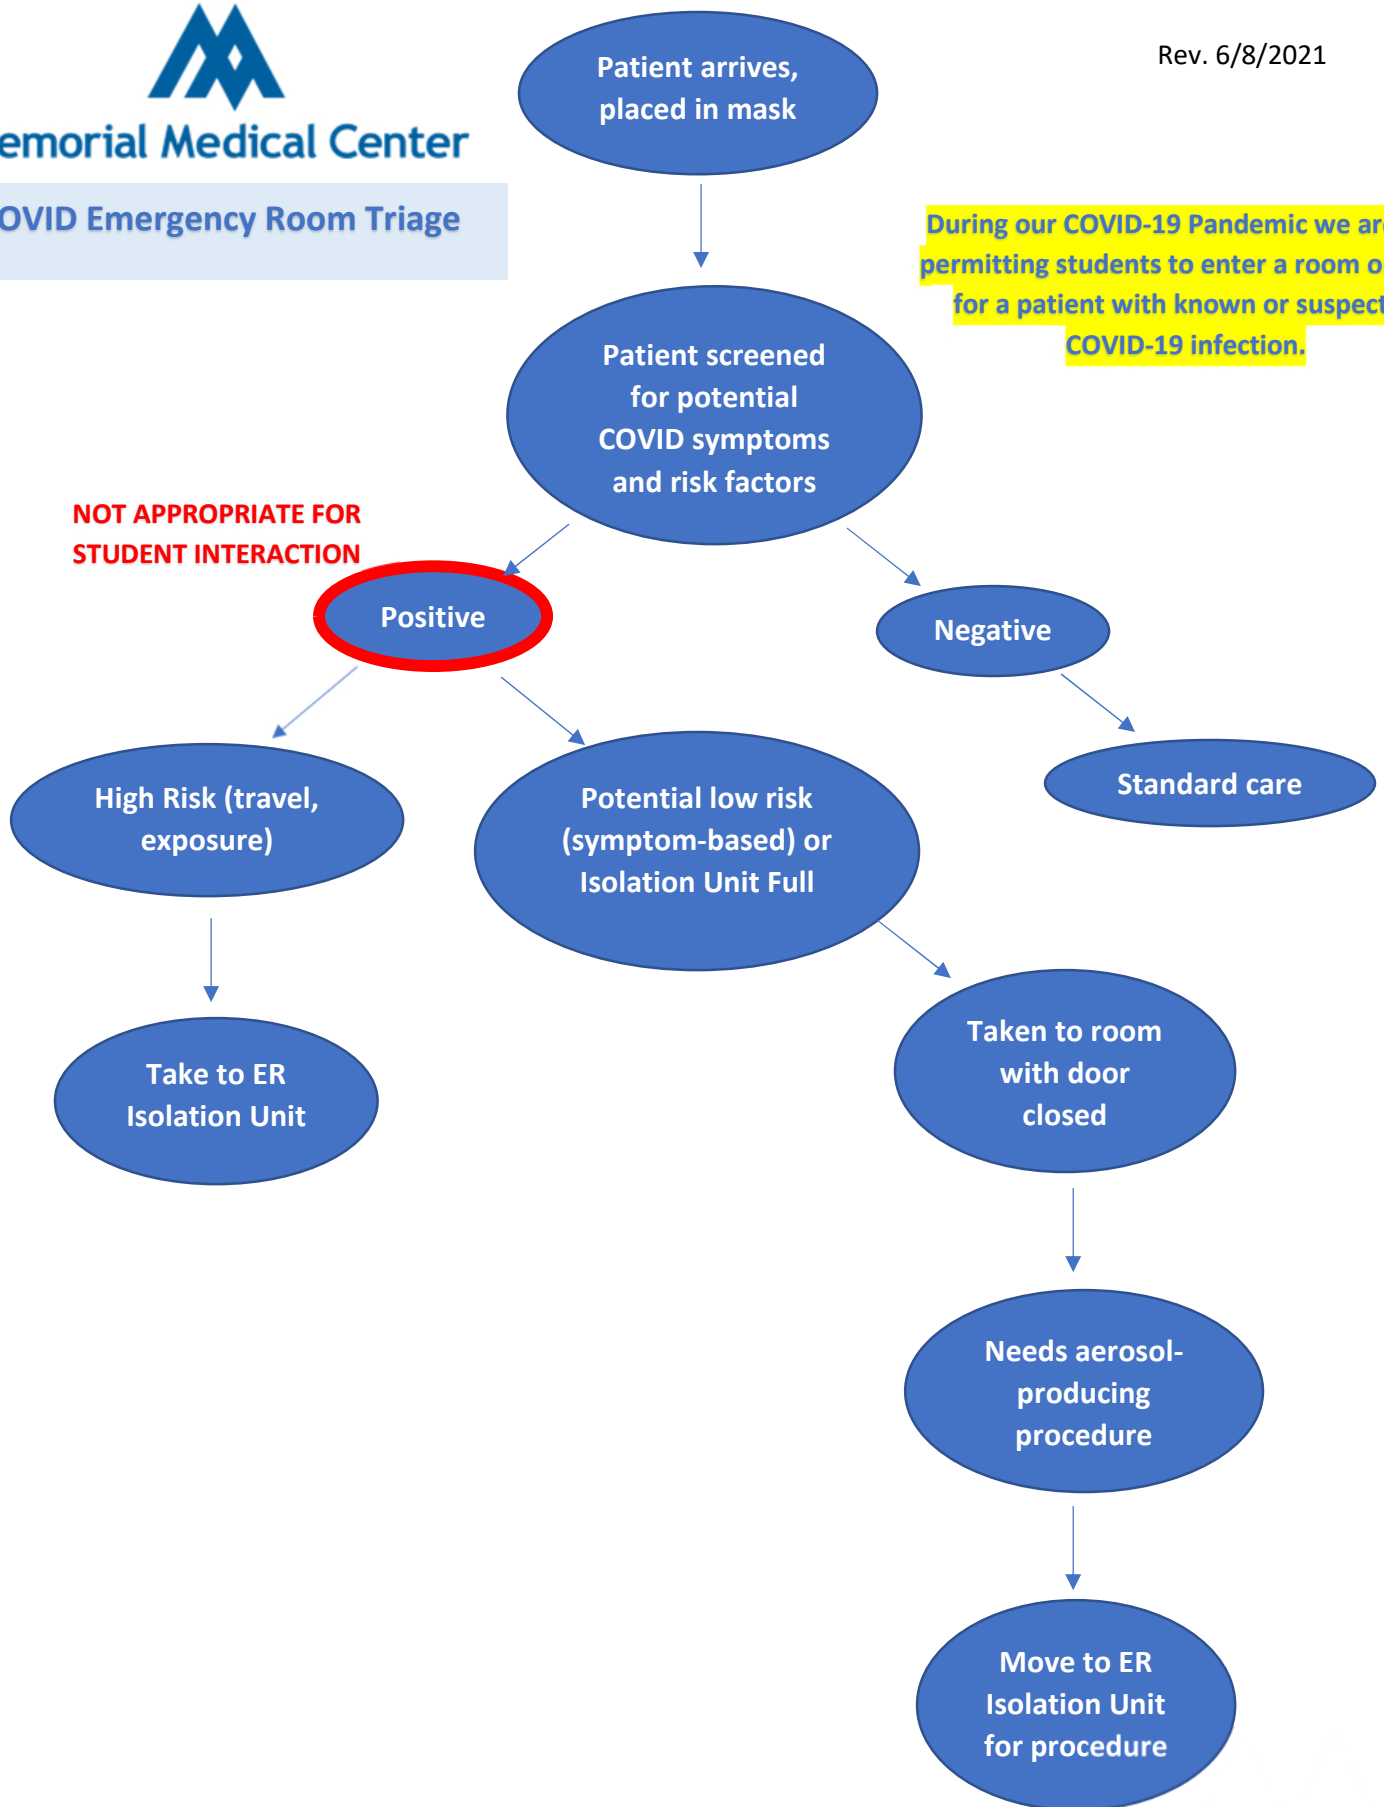 emorial Medical Center
Rev. 6/8/2021
OVID Emergency Room Triage
Patient arrives,
placed in mask
During our COVID-19 Pandemic we are
permitting students to enter a room o
for a patient with known or suspect
COVID-19 infection.
Patient screened
for potential
COVID symptoms
and risk factors
NOT APPROPRIATE FOR
STUDENT INTERACTION
Positive
Negative
High Risk (travel,
exposure)
Potential low risk
(symptom-based) or
Isolation Unit Full
Standard care
Take to ER
Isolation Unit
Taken to room
with door
closed
Needs aerosol-
producing
procedure
Move to ER
Isolation Unit
for procedure